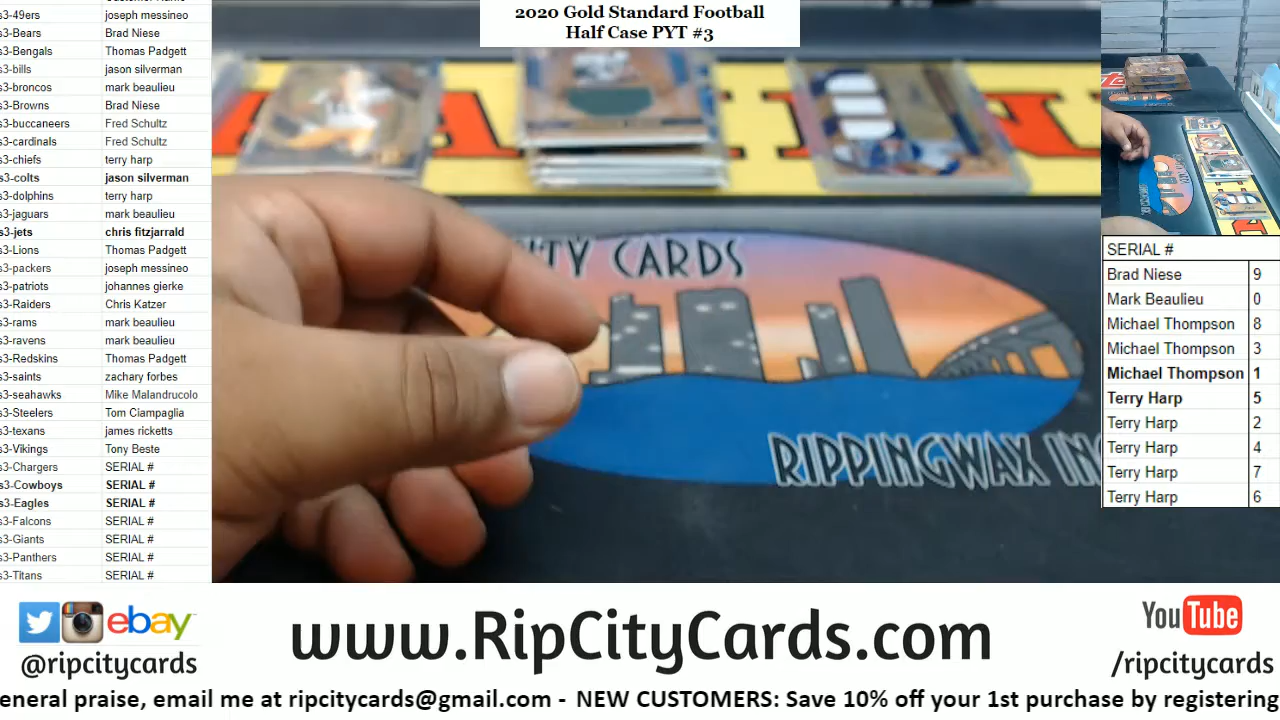 2020 Gold Standard Football
Half Case PYT #3
s3-49ers joseph messineo
s3-Bears Brad Niese
s3-Bengals Thomas Padgett
s3-bills jason silverman
s3-broncos mark beaulieu
s3-Browns Brad Niese
s3-buccaneers Fred Schultz
s3-cardinals Fred Schultz
s3-chiefs terry harp
s3-colts jason silverman
s3-dolphins terry harp
s3-jaguars mark beaulieu
s3-jets chris fitzjarrald
s3-Lions Thomas Padgett
s3-packers joseph messineo
s3-patriots johannes gierke
s3-Raiders Chris Katzer
s3-rams mark beaulieu
s3-ravens mark beaulieu
s3-Redskins Thomas Padgett
s3-saints zachary forbes
s3-seahawks Mike Malandrucolo
s3-Steelers Tom Ciampaglia
s3-texans james ricketts
s3-Vikings Tony Beste
s3-Chargers SERIAL #
s3-Cowboys SERIAL #
s3-Eagles SERIAL #
s3-Falcons SERIAL #
s3-Giants SERIAL #
s3-Panthers SERIAL #
s3-Titans SERIAL #
CITY CARDS
RIPPINGWAX IN
SERIAL #
Brad Niese 9
Mark Beaulieu 0
Michael Thompson 8
Michael Thompson 3
Michael Thompson 1
Terry Harp 5
Terry Harp 2
Terry Harp 4
Terry Harp 7
Terry Harp 6
ebay
@ripcitycards
www.RipCityCards.com
YouTube
/ripcitycards
eneral praise, email me at ripcitycards@gmail.com - NEW CUSTOMERS: Save 10% off your 1st purchase by registering